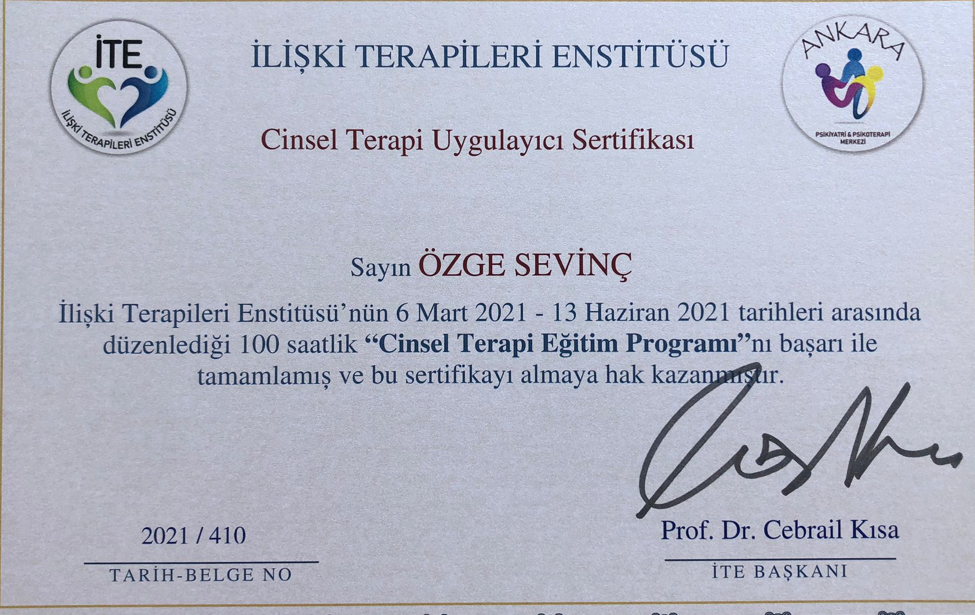 İTE
İLİŞKİ TERAPİLERİ ENSTİTÜSÜ
İLİŞKİ TERAPİLERİ ENSTİTÜSÜ
ANKARA
PSİKİYATRİ & PSİKOTERAPİ
MERKEZİ
Cinsel Terapi Uygulayıcı Sertifikası
Sayın ÖZGE SEVİNÇ
İlişki Terapileri Enstitüsü’nün 6 Mart 2021 - 13 Haziran 2021 tarihleri arasında
düzenlediği 100 saatlik “Cinsel Terapi Eğitim Programı”nı başarı ile
tamamlamış ve bu sertifikayı almaya hak kazanmıştır.
2021 / 410
TARİH-BELGE NO
Prof. Dr. Cebrail Kısa
İTE BAŞKANI